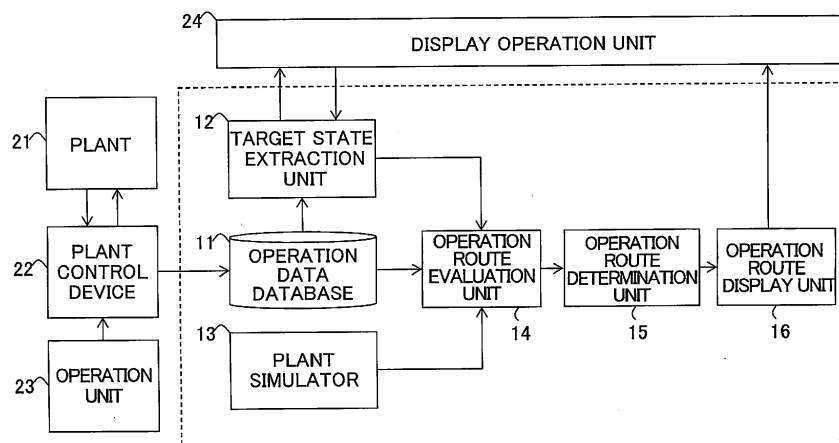 24
DISPLAY OPERATION UNIT
21
PLANT
12
TARGET STATE
EXTRACTION
UNIT
22
PLANT
CONTROL
DEVICE
11
OPERATION
DATA
DATABASE
OPERATION
ROUTE
EVALUATION
UNIT
14
OPERATION
ROUTE
DETERMINATION
UNIT
15
OPERATION
ROUTE
DISPLAY UNIT
16
23
OPERATION
UNIT
13
PLANT
SIMULATOR